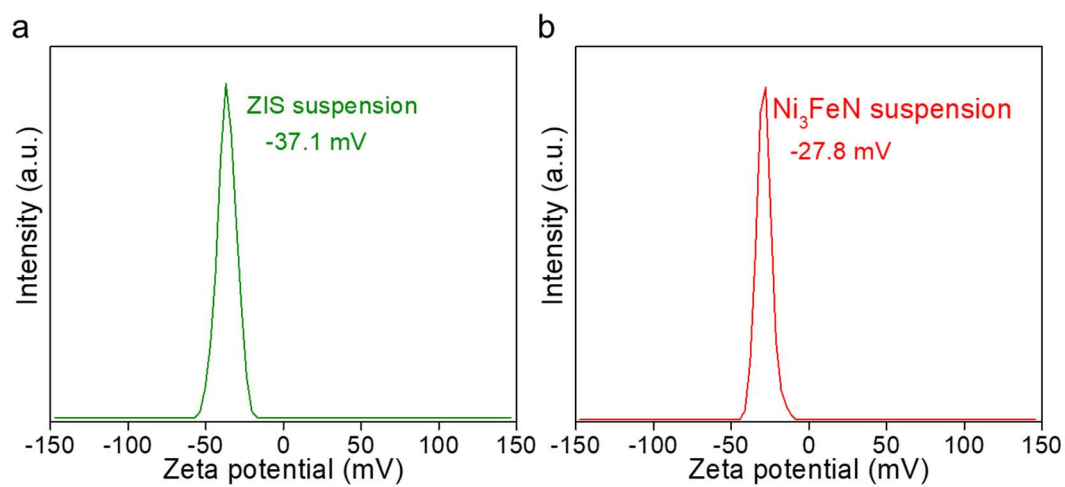 a
ZIS suspension
-37.1 mV
Intensity (a.u.)
-150 -100 -50 0 50 100 150
Zeta potential (mV)
b
Ni₃FeN suspension
-27.8 mV
Intensity (a.u.)
-150 -100 -50 0 50 100 150
Zeta potential (mV)